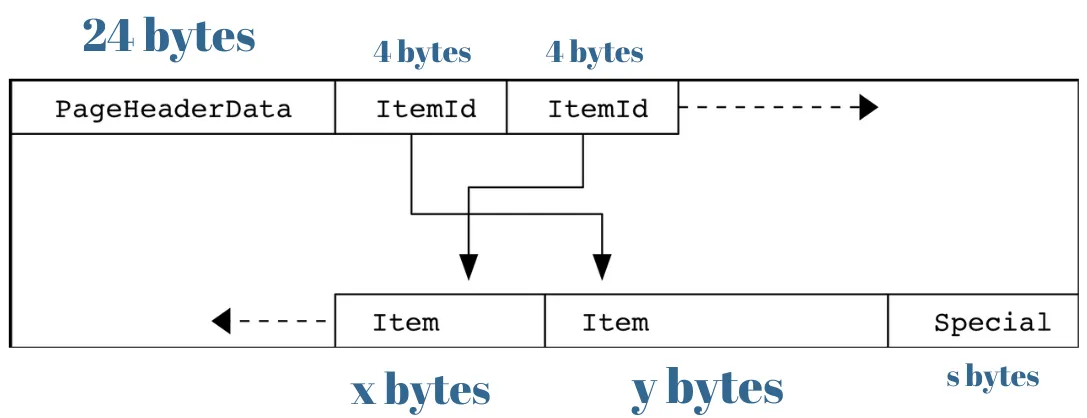 24 bytes
4 bytes 4 bytes
PageHeaderData ItemId ItemId
Item Item Special
x bytes y bytes s bytes